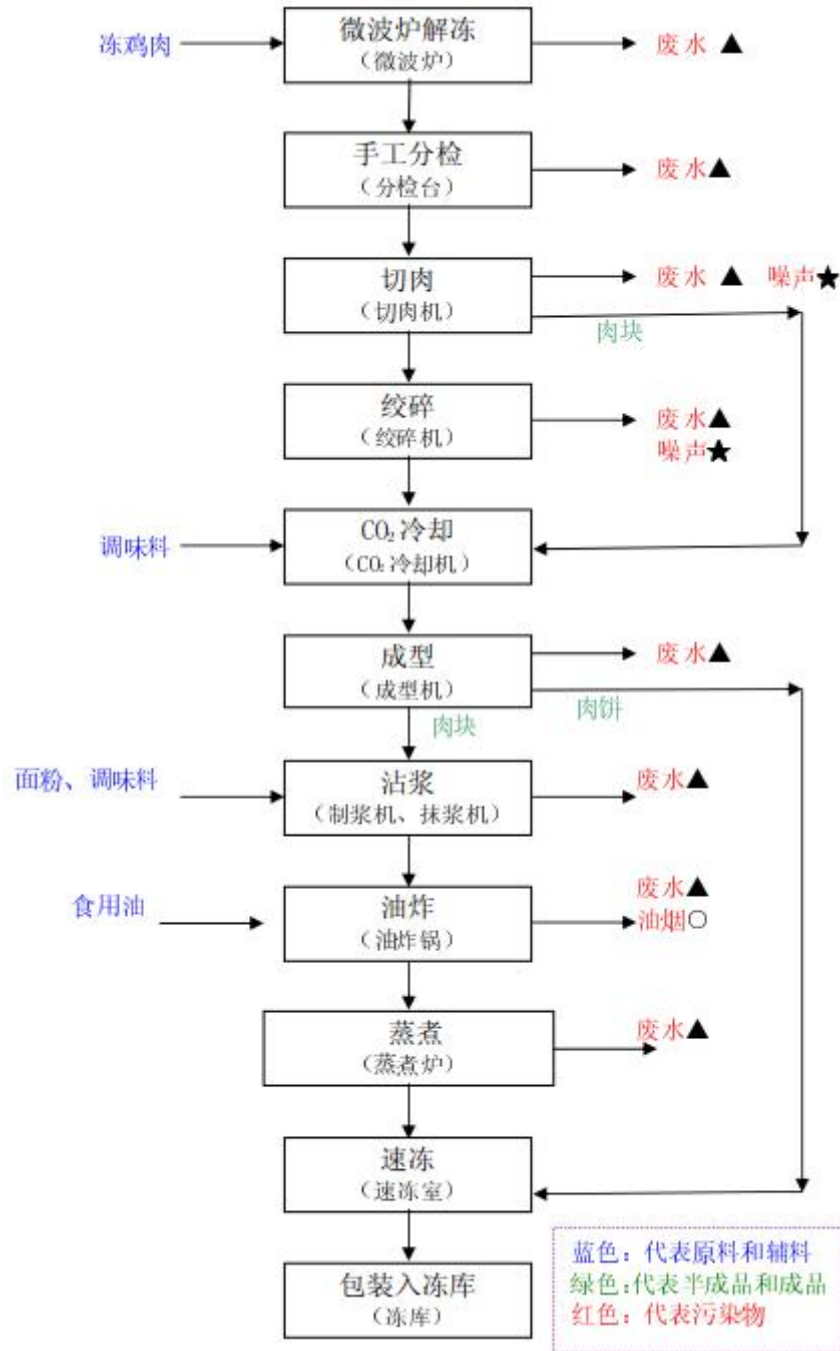 冻鸡肉
微波炉解冻
（微波炉）
废水 ▲
手工分检
（分检台）
废水▲
切肉
（切肉机）
废水 ▲ 噪声★
肉块
绞碎
（绞碎机）
废水▲
噪声★
调味料
CO₂冷却
（CO₂冷却机）
成型
（成型机）
废水▲
肉块
肉饼
面粉、调味料
沾浆
（制浆机、抹浆机）
废水▲
食用油
油炸
（油炸锅）
废水▲
油烟○
蒸煮
（蒸煮炉）
废水▲
速冻
（速冻室）
包装入冻库
（冻库）
蓝色：代表原料和辅料
绿色：代表半成品和成品
红色：代表污染物